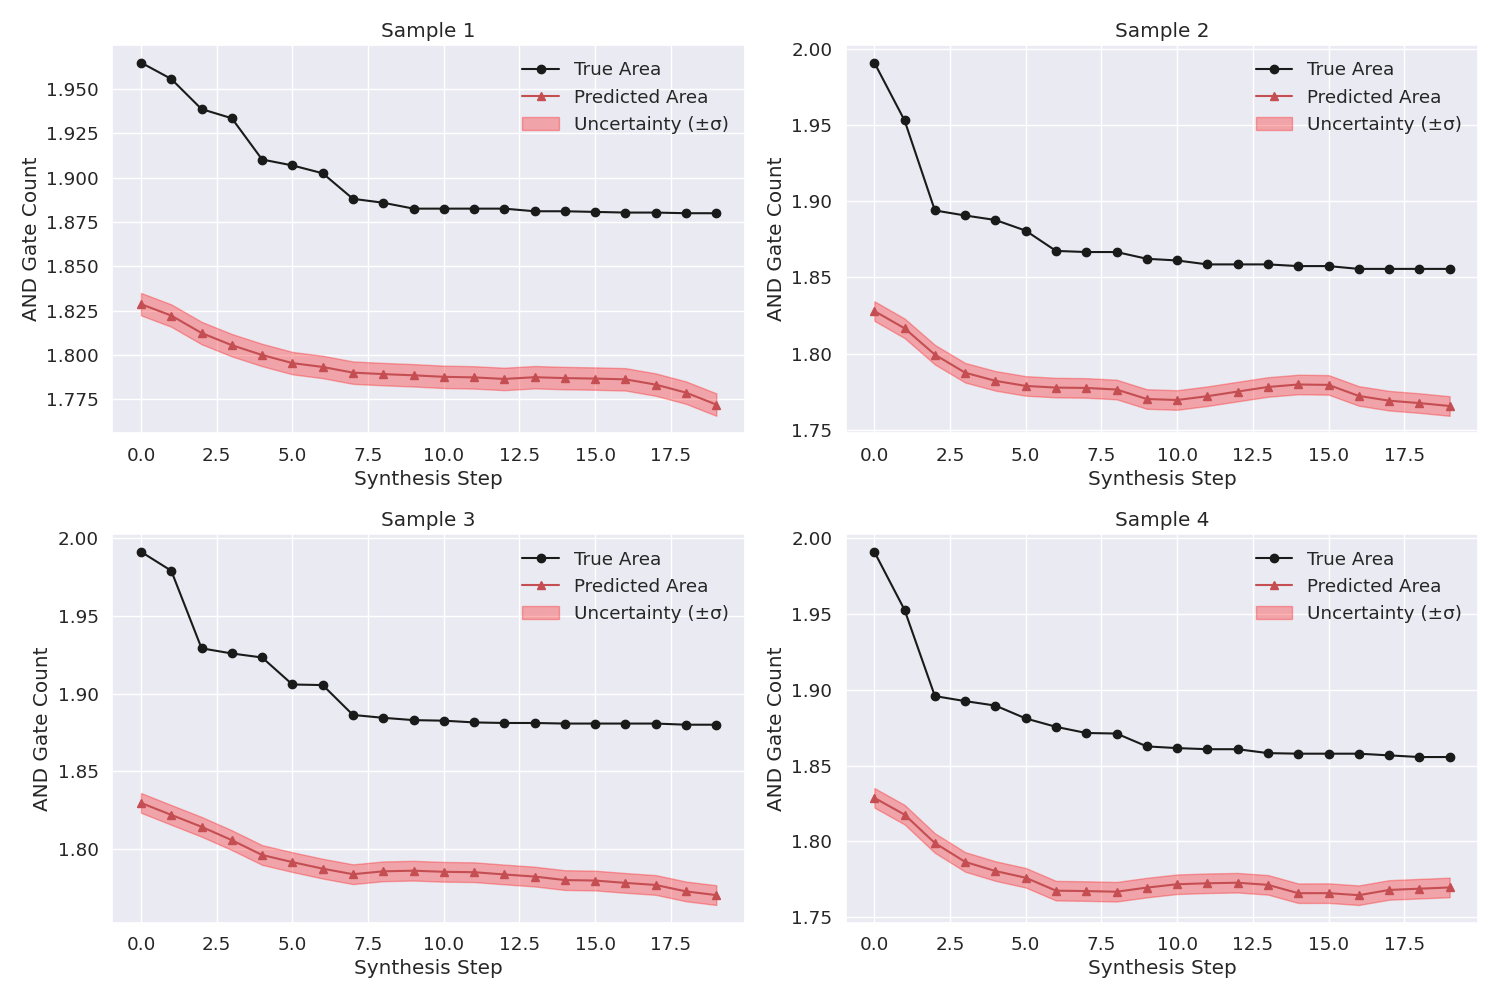 Sample 1
True Area
Predicted Area
Uncertainty (±σ)
AND Gate Count
1.950
1.925
1.900
1.875
1.850
1.825
1.800
1.775
0.0 2.5 5.0 7.5 10.0 12.5 15.0 17.5
Synthesis Step
Sample 2
True Area
Predicted Area
Uncertainty (±σ)
AND Gate Count
2.00
1.95
1.90
1.85
1.80
1.75
0.0 2.5 5.0 7.5 10.0 12.5 15.0 17.5
Synthesis Step
Sample 3
True Area
Predicted Area
Uncertainty (±σ)
AND Gate Count
2.00
1.95
1.90
1.85
1.80
0.0 2.5 5.0 7.5 10.0 12.5 15.0 17.5
Synthesis Step
Sample 4
True Area
Predicted Area
Uncertainty (±σ)
AND Gate Count
2.00
1.95
1.90
1.85
1.80
1.75
0.0 2.5 5.0 7.5 10.0 12.5 15.0 17.5
Synthesis Step